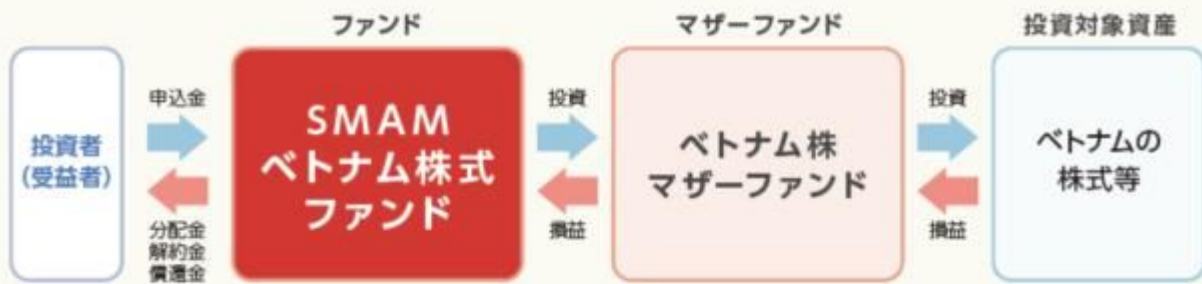 ファンド
マザーファンド
投資対象資産
投資者
(受益者)
申込金
分配金
解約金
償還金
SMAM
ベトナム株式
ファンド
投資
損益
ベトナム株
マザーファンド
投資
損益
ベトナムの
株式等